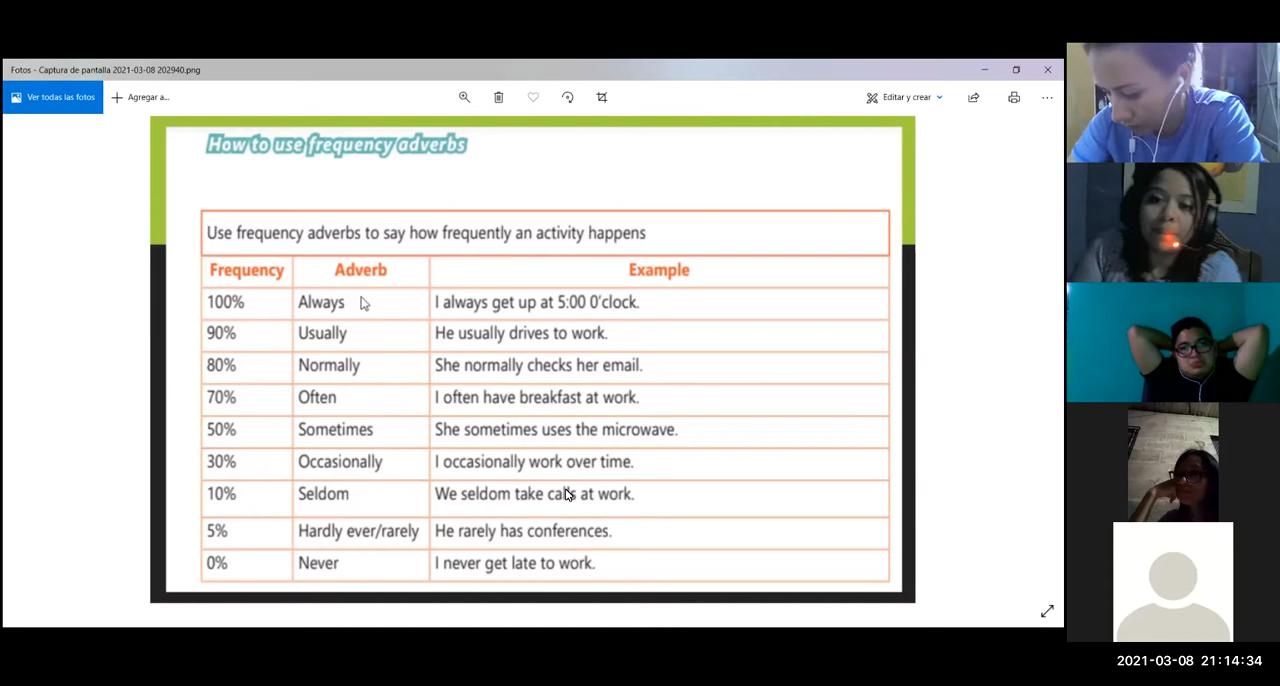 Fotos - Captura de pantalla 2021-03-08 202940.png
Ver todas las fotos
Agregar a...
Editar y crear
How to use frequency adverbs
Use frequency adverbs to say how frequently an activity happens
Frequency Adverb Example
100% Always I always get up at 5:00 0'clock.
90% Usually He usually drives to work.
80% Normally She normally checks her email.
70% Often I often have breakfast at work.
50% Sometimes She sometimes uses the microwave.
30% Occasionally I occasionally work over time.
10% Seldom We seldom take calls at work.
5% Hardly ever/rarely He rarely has conferences.
0% Never I never get late to work.
2021-03-08 21:14:34